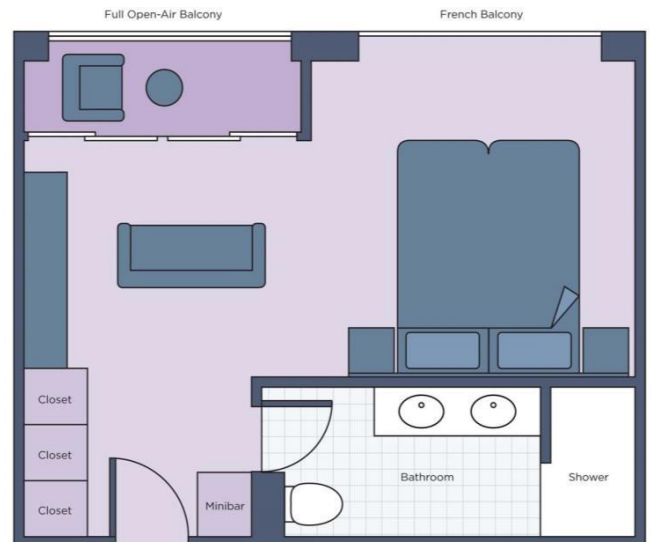 Full Open-Air Balcony
French Balcony
Closet
Closet
Closet
Minibar
Bathroom
Shower